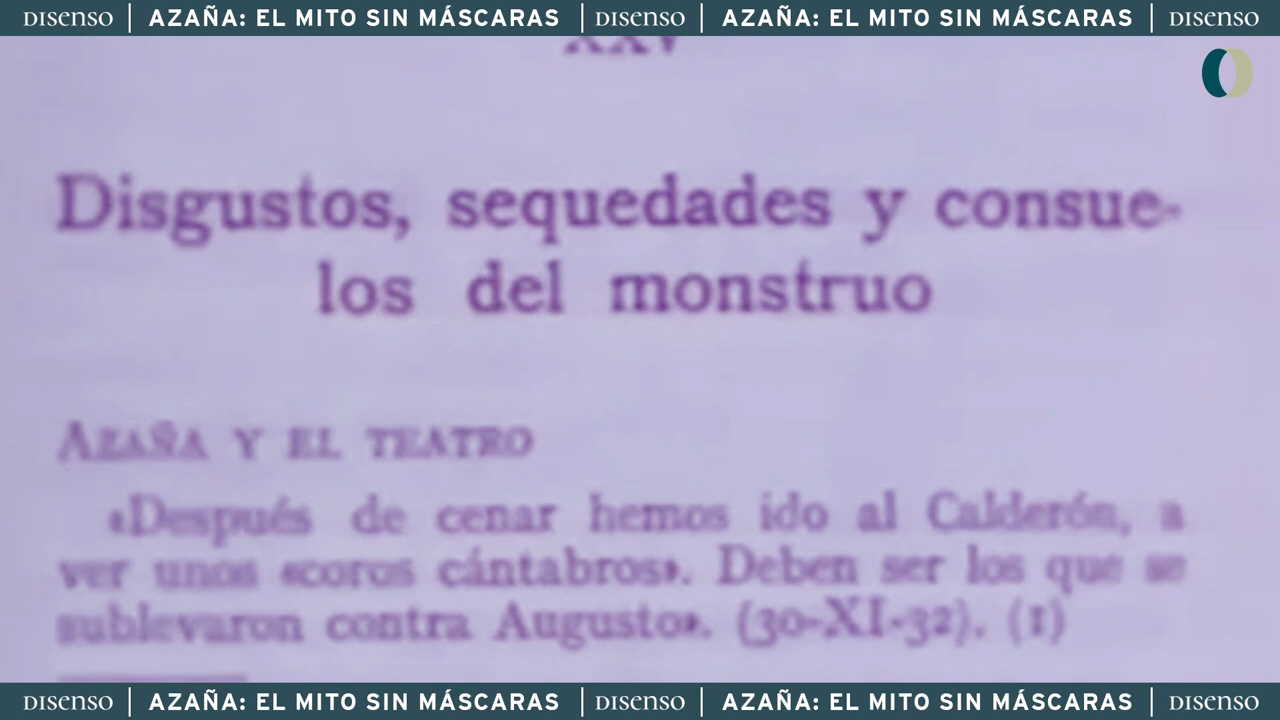 DISENSO | AZAÑA: EL MITO SIN MÁSCARAS | DISENSO | AZAÑA: EL MITO SIN MÁSCARAS | DISENSO
XXV
Disgustos, sequedades y consue-
los del monstruo
AZAÑA Y EL TEATRO
«Después de cenar hemos ido al Calderón, a
ver unos «coros cántabros». Deben ser los que se
sublevaron contra Augusto». (30-XI-32). (1)
DISENSO | AZAÑA: EL MITO SIN MÁSCARAS | DISENSO | AZAÑA: EL MITO SIN MÁSCARAS | DISENSO